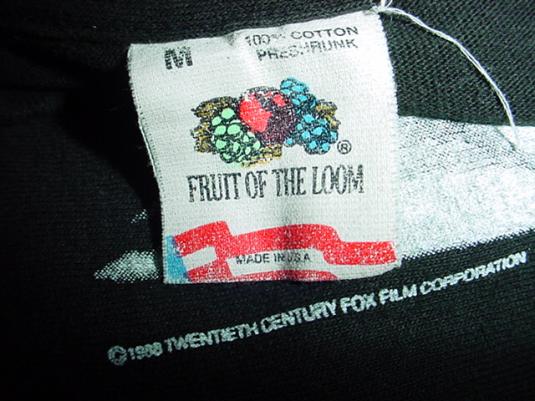 M
100% COTTON
PRESHRUNK
®
FRUIT OF THE LOOM
MADE IN U.S.A
©1988 TWENTIETH CENTURY FOX FILM CORPORATION